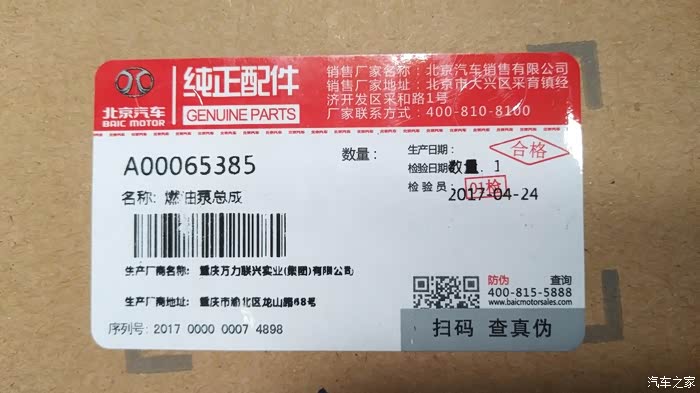 北京汽车
BAIC MOTOR
纯正配件
GENUINE PARTS
销售厂家名称：北京汽车销售有限公司
销售厂家地址：北京市大兴区采育镇经
济开发区采和路1号
厂家联系方式：400-810-8100
A00065385
数量：
生产日期：
合格
检验日期
数量 1
检验员：
01检
2017-04-24
名称：燃油泵总成
生产厂商名称：重庆万力联兴实业(集团)有限公司
生产厂商地址：重庆市渝北区龙山路68号
序列号：2017 0000 0007 4898
防伪 查询
400-815-5888
www.baicmotorsales.com
扫码 查真伪
汽车之家